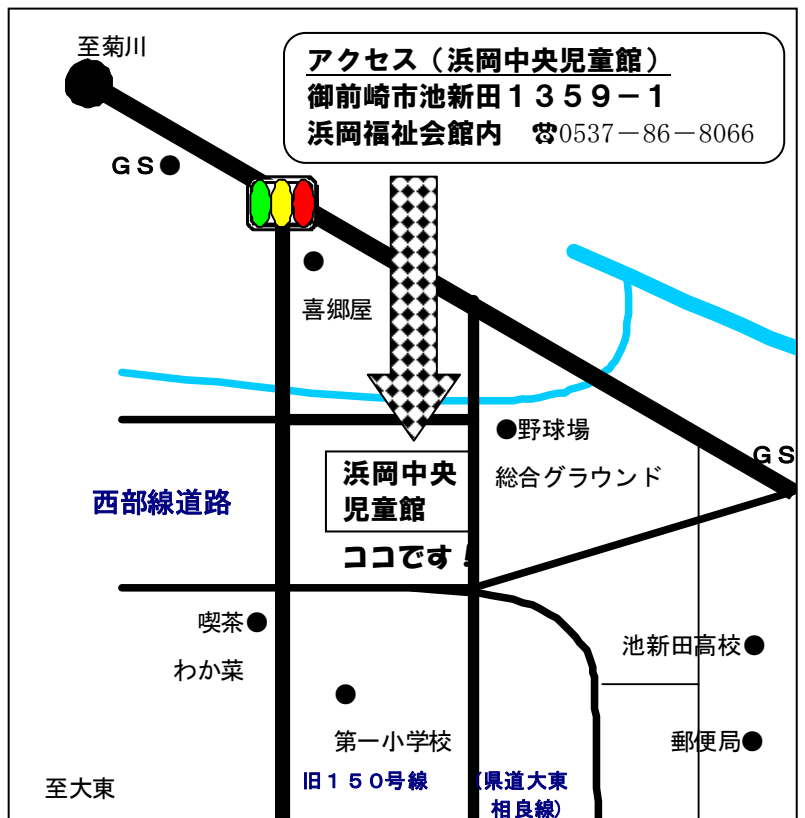 至菊川
アクセス（浜岡中央児童館）
御前崎市池新田１３５９－１
浜岡福祉会館内　☎0537－86－8066
ＧＳ●
●
喜郷屋
●野球場
総合グラウンド
ＧＳ
浜岡中央
児童館
ココです！
西部線道路
喫茶●
わか菜
池新田高校●
●
第一小学校
郵便局●
至大東
旧１５０号線
(県道大東
相良線)